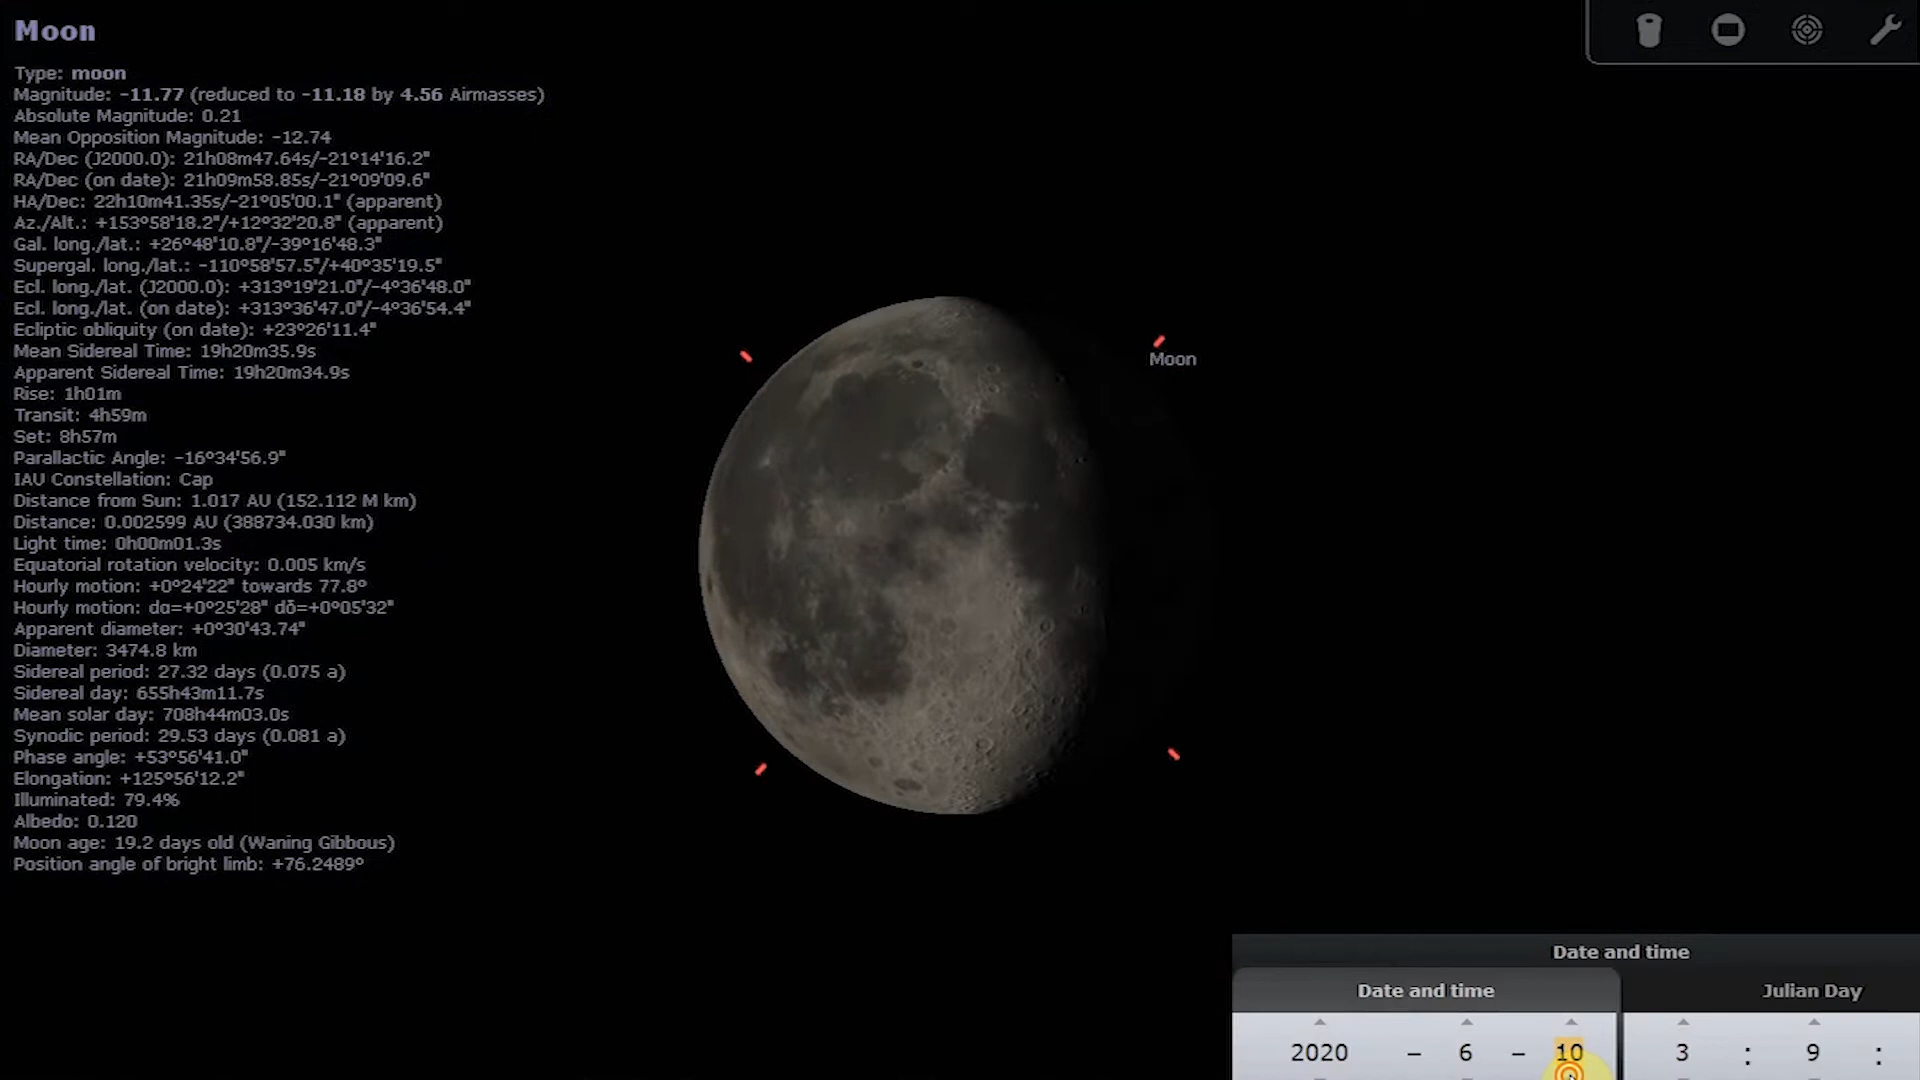 Moon
Type: moon
Magnitude: -11.77 (reduced to -11.18 by 4.56 Airmasses)
Absolute Magnitude: 0.21
Mean Opposition Magnitude: -12.74
RA/Dec (J2000.0): 21h08m47.64s/-21°14'16.2"
RA/Dec (on date): 21h09m58.85s/-21°09'09.6"
HA/Dec: 22h10m41.35s/-21°05'00.1" (apparent)
Az./Alt.: +153°58'18.2"/+12°32'20.8" (apparent)
Gal. long./lat.: +26°48'10.8"/-39°16'48.3"
Supergal. long./lat.: -110°58'57.5"/+40°35'19.5"
Ecl. long./lat. (J2000.0): +313°19'21.0"/-4°36'48.0"
Ecl. long./lat. (on date): +313°36'47.0"/-4°36'54.4"
Ecliptic obliquity (on date): +23°26'11.4"
Mean Sidereal Time: 19h20m35.9s
Apparent Sidereal Time: 19h20m34.9s
Rise: 1h01m
Transit: 4h59m
Set: 8h57m
Parallactic Angle: -16°34'56.9"
IAU Constellation: Cap
Distance from Sun: 1.017 AU (152.112 M km)
Distance: 0.002599 AU (388734.030 km)
Light time: 0h00m01.3s
Equatorial rotation velocity: 0.005 km/s
Hourly motion: +0°24'22" towards 77.8°
Hourly motion: dα=+0°25'28" dδ=+0°05'32"
Apparent diameter: +0°30'43.74"
Diameter: 3474.8 km
Sidereal period: 27.32 days (0.075 a)
Sidereal day: 655h43m11.7s
Mean solar day: 708h44m03.0s
Synodic period: 29.53 days (0.081 a)
Phase angle: +53°56'41.0"
Elongation: +125°56'12.2"
Illuminated: 79.4%
Albedo: 0.120
Moon age: 19.2 days old (Waning Gibbous)
Position angle of bright limb: +76.2489°
Moon
Date and time
Date and time
Julian Day
2020 - 6 - 10
3 : 9 :